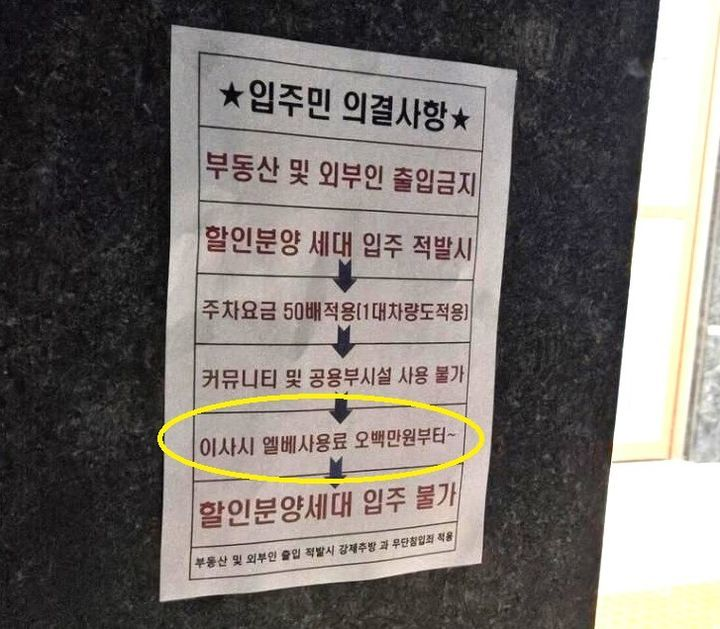 ★입주민 의결사항★
부동산 및 외부인 출입금지
할인분양 세대 입주 적발시
주차요금 50배적용(1대차량도적용)
커뮤니티 및 공용부시설 사용 불가
이사시 엘베사용료 오백만원부터~
할인분양세대 입주 불가
부동산 및 외부인 출입 적발시 강제추방 과 무단침입죄 적용